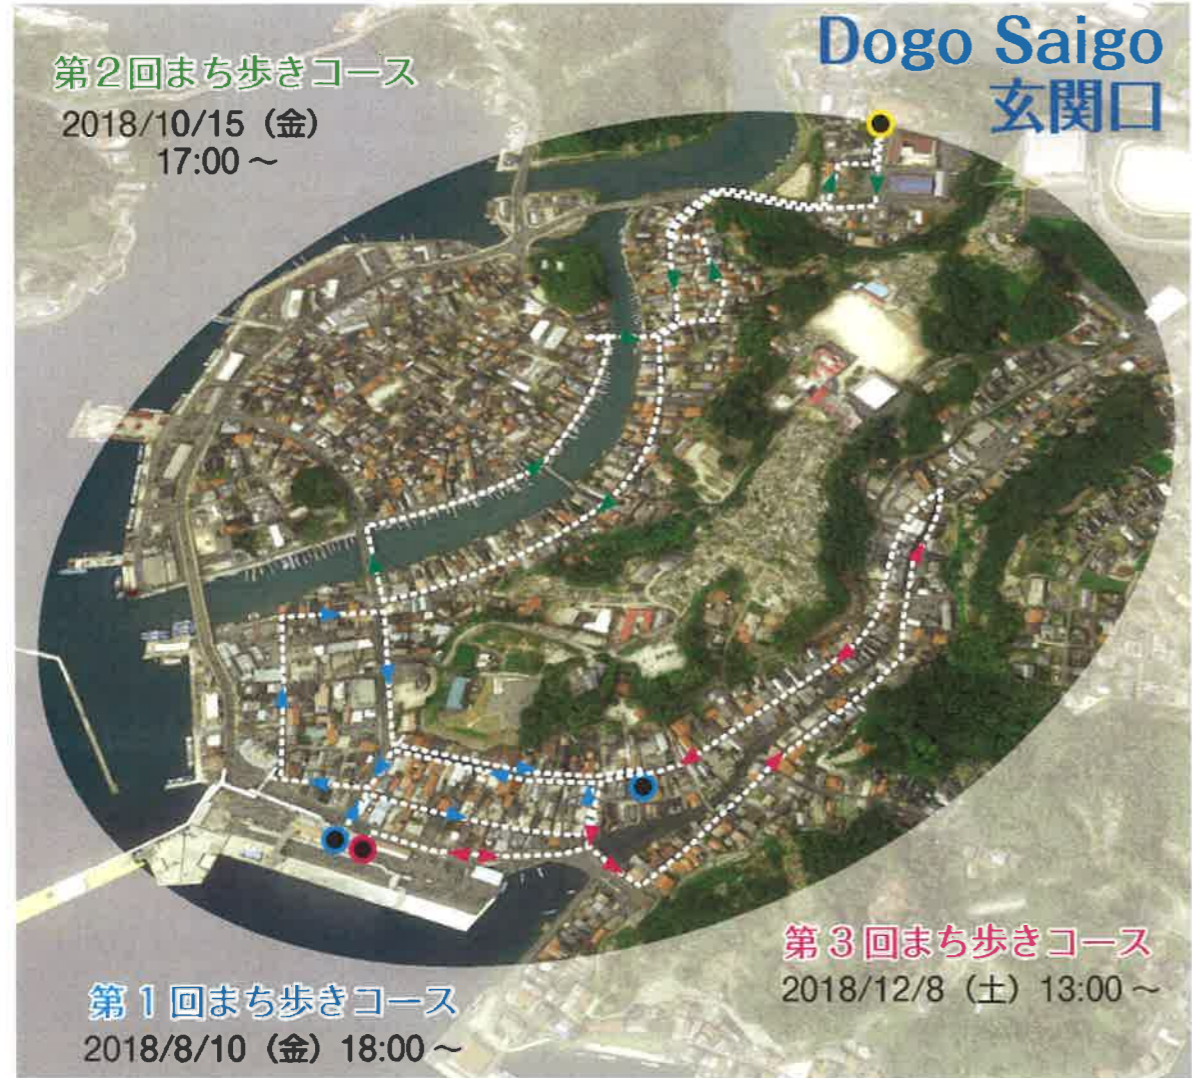 Dogo Saigo
玄関口
第2回まち歩きコース
2018/10/15（金）
17:00～
第3回まち歩きコース
2018/12/8（土）13:00～
第1回まち歩きコース
2018/8/10（金）18:00～